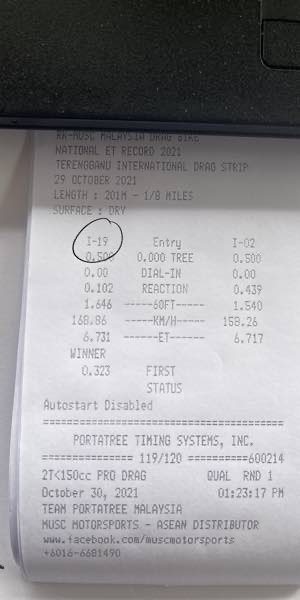 RR-MUSC MALAYSIA DRAG BIKE
NATIONAL ET RECORD 2021
TERENGGANU INTERNATIONAL DRAG STRIP
29 OCTOBER 2021
LENGTH : 201M - 1/8 MILES
SURFACE : DRY
I-19 Entry I-02
0.500 0.000 TREE 0.500
0.00 DIAL-IN 0.00
0.102 REACTION 0.439
1.646 -----60FT----- 1.540
168.86 -----KM/H----- 158.26
6.731 ------ET------ 6.717
WINNER
0.323 FIRST
STATUS
Autostart Disabled
========================================
PORTATREE TIMING SYSTEMS, INC.
=============== 119/120 ==========600214
2T<150cc PRO DRAG QUAL RND 1
October 30, 2021 01:23:17 PM
TEAM PORTATREE MALAYSIA
MUSC MOTORSPORTS - ASEAN DISTRIBUTOR
www.facebook.com/muscmotorsports
+6016-6681490